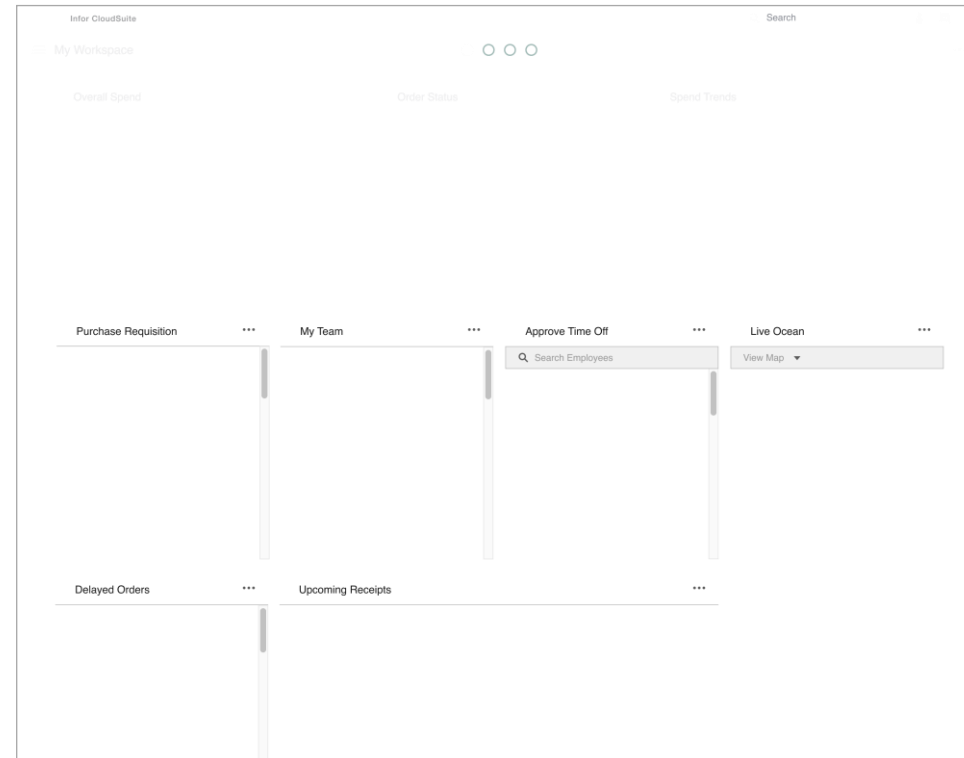 Infor CloudSuite Search
My Workspace
Overall Spend Order Status Spend Trends
Purchase Requisition ••• My Team ••• Approve Time Off ••• Live Ocean •••
Search Employees View Map
Delayed Orders ••• Upcoming Receipts •••